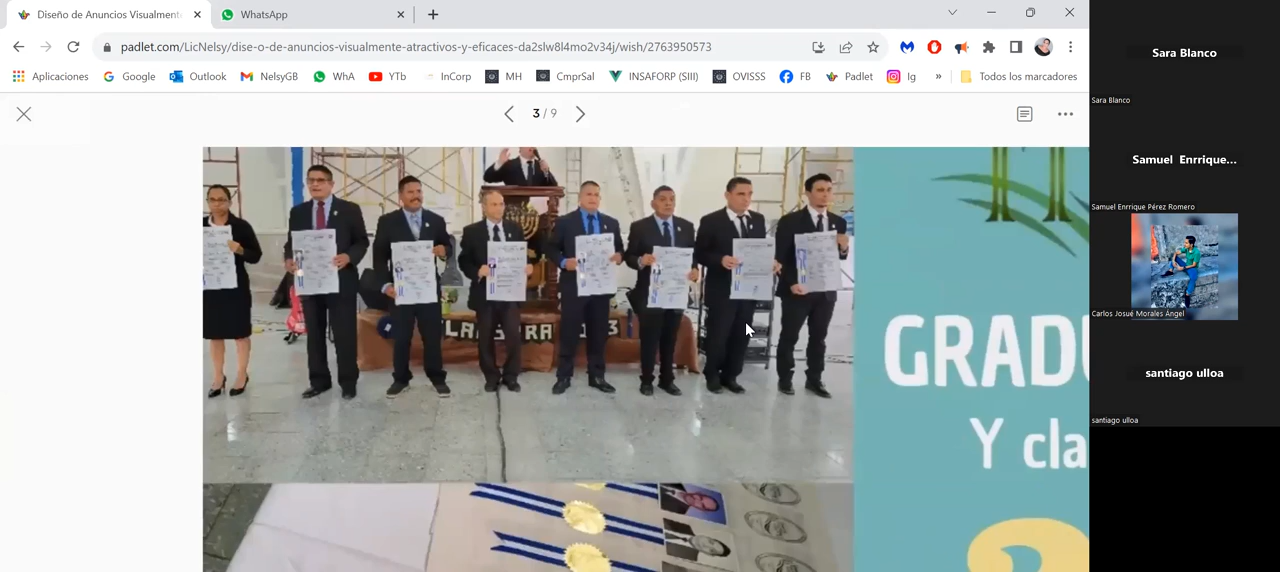 Diseño de Anuncios Visualment
WhatsApp
padlet.com/LicNelsy/dise-o-de-anuncios-visualmente-atractivos-y-eficaces-da2slw8l4mo2v34j/wish/2763950573
Aplicaciones
Google
Outlook
NelsyGB
WhA
YTb
InCorp
MH
CmprSal
INSAFORP (SIII)
OVISSS
FB
Padlet
Ig
»
Todos los marcadores
3 / 9
GRAD
Y cla
Sara Blanco
Sara Blanco
Samuel Enrrique...
Samuel Enrrique Pérez Romero
Carlos Josué Morales Ángel
santiago ulloa
santiago ulloa